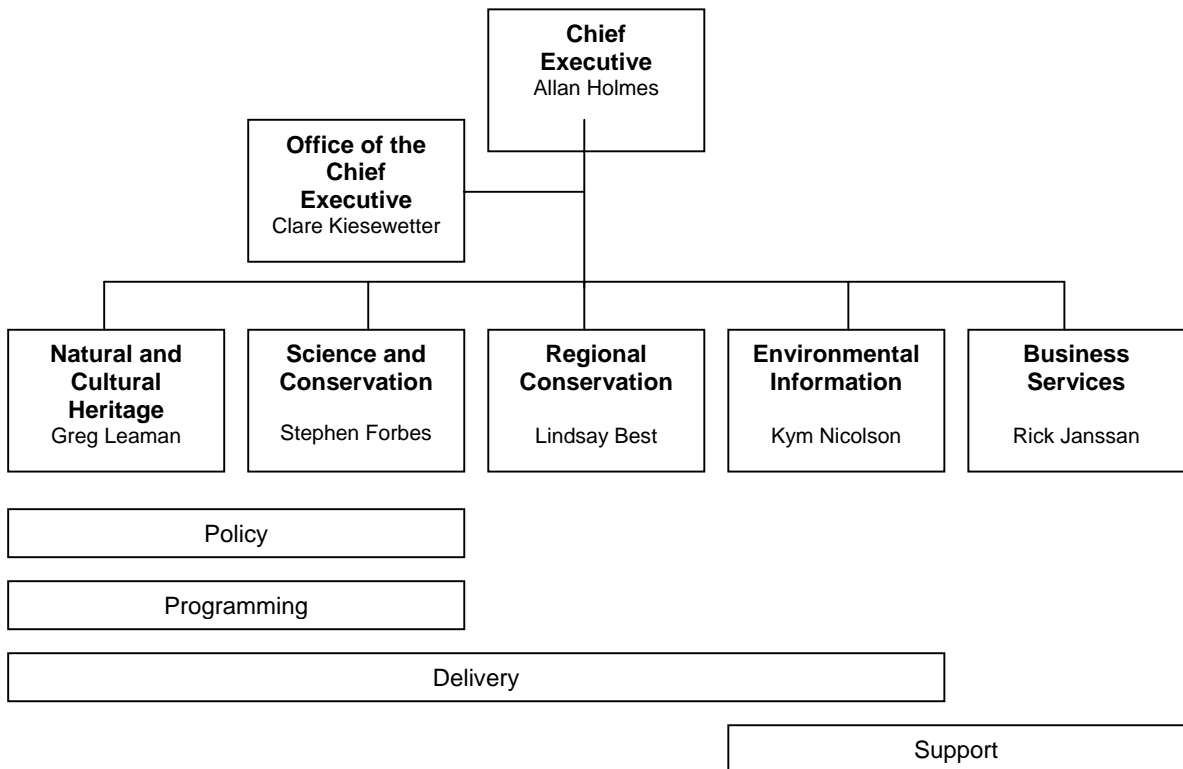 Chief
Executive
Allan Holmes
Office of the
Chief
Executive
Clare Kiesewetter
Natural and
Cultural
Heritage
Greg Leaman
Science and
Conservation
Stephen Forbes
Regional
Conservation
Lindsay Best
Environmental
Information
Kym Nicolson
Business
Services
Rick Janssan
Policy
Programming
Delivery
Support